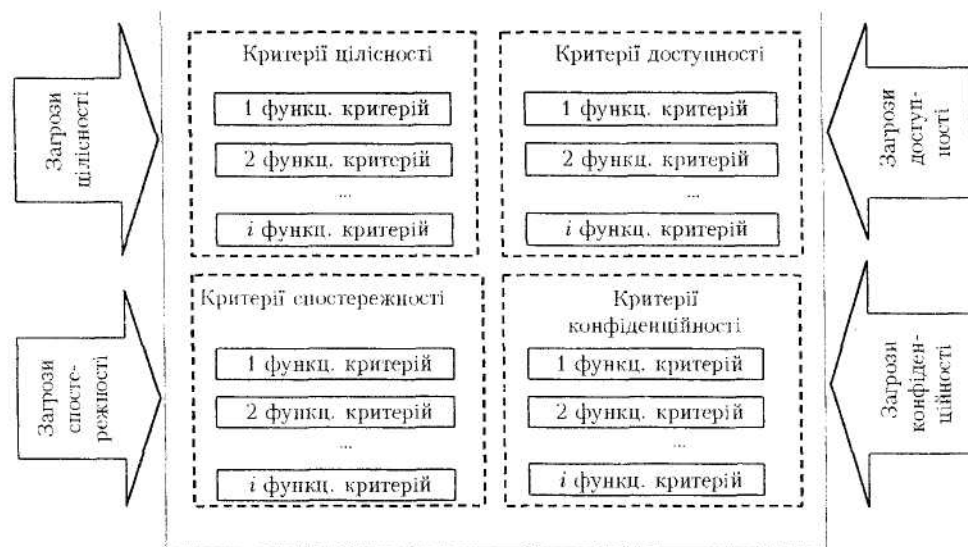 Загрози
цілісності
Критерії цілісності
1 функц. критерій
2 функц. критерій
...
i функц. критерій
Критерії доступності
1 функц. критерій
2 функц. критерій
...
i функц. критерій
Загрози
доступ-
ності
Загрози
спосте-
режності
Критерії спостережності
1 функц. критерій
2 функц. критерій
...
i функц. критерій
Критерії
конфіденційності
1 функц. критерій
2 функц. критерій
...
i функц. критерій
Загрози
конфіден-
ційності